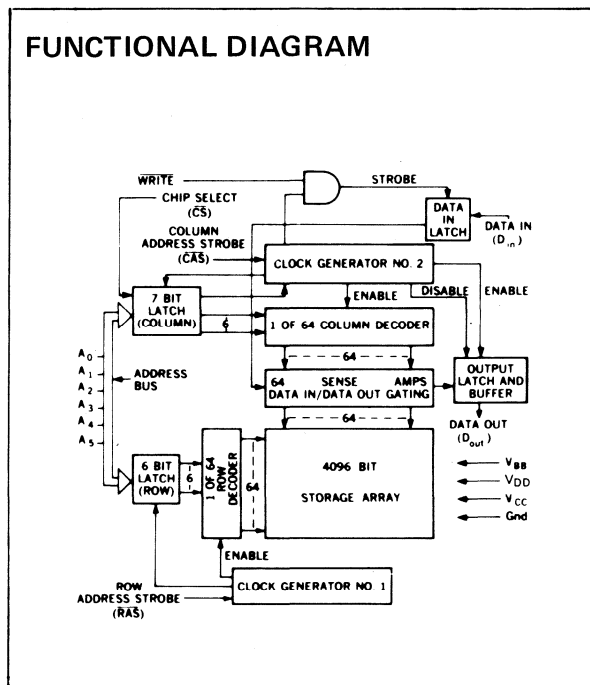 FUNCTIONAL DIAGRAM
WRITE
STROBE
CHIP SELECT
(CS)
DATA
IN
LATCH
DATA IN
(Din)
COLUMN
ADDRESS STROBE
(CAS)
CLOCK GENERATOR NO. 2
ENABLE
DISABLE
ENABLE
7 BIT
LATCH
(COLUMN)
6
1 OF 64 COLUMN DECODER
64
A0
A1
A2
A3
A4
A5
ADDRESS
BUS
64 SENSE AMPS
DATA IN/DATA OUT GATING
OUTPUT
LATCH AND
BUFFER
64
DATA OUT
(Dout)
6 BIT
LATCH
(ROW)
6
1 OF 64
ROW
DECODER
64
4096 BIT
STORAGE ARRAY
VBB
VDD
VCC
Gnd
ENABLE
ROW
ADDRESS STROBE
(RAS)
CLOCK GENERATOR NO. 1